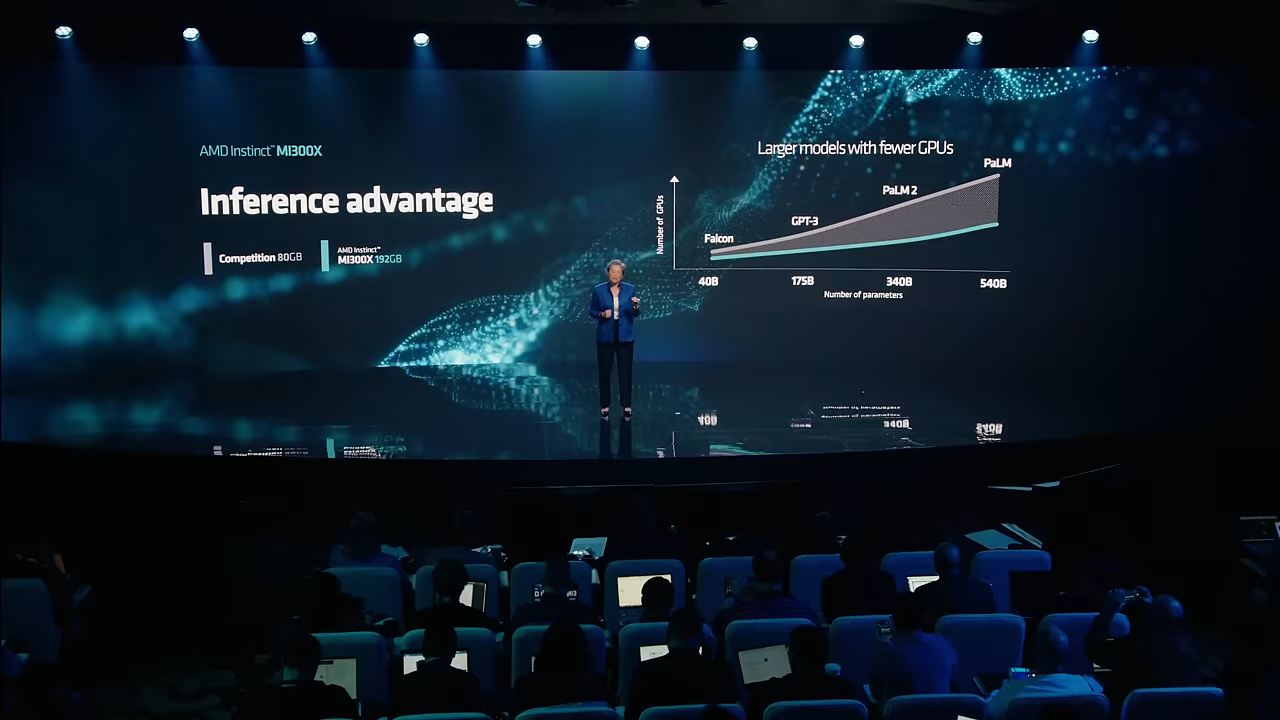 AMD Instinct™ MI300X
Inference advantage
Competition 80GB
AMD Instinct™
MI300X 192GB
Larger models with fewer GPUs
Number of GPUs
Falcon
GPT-3
PaLM 2
PaLM
40B
175B
340B
540B
Number of parameters